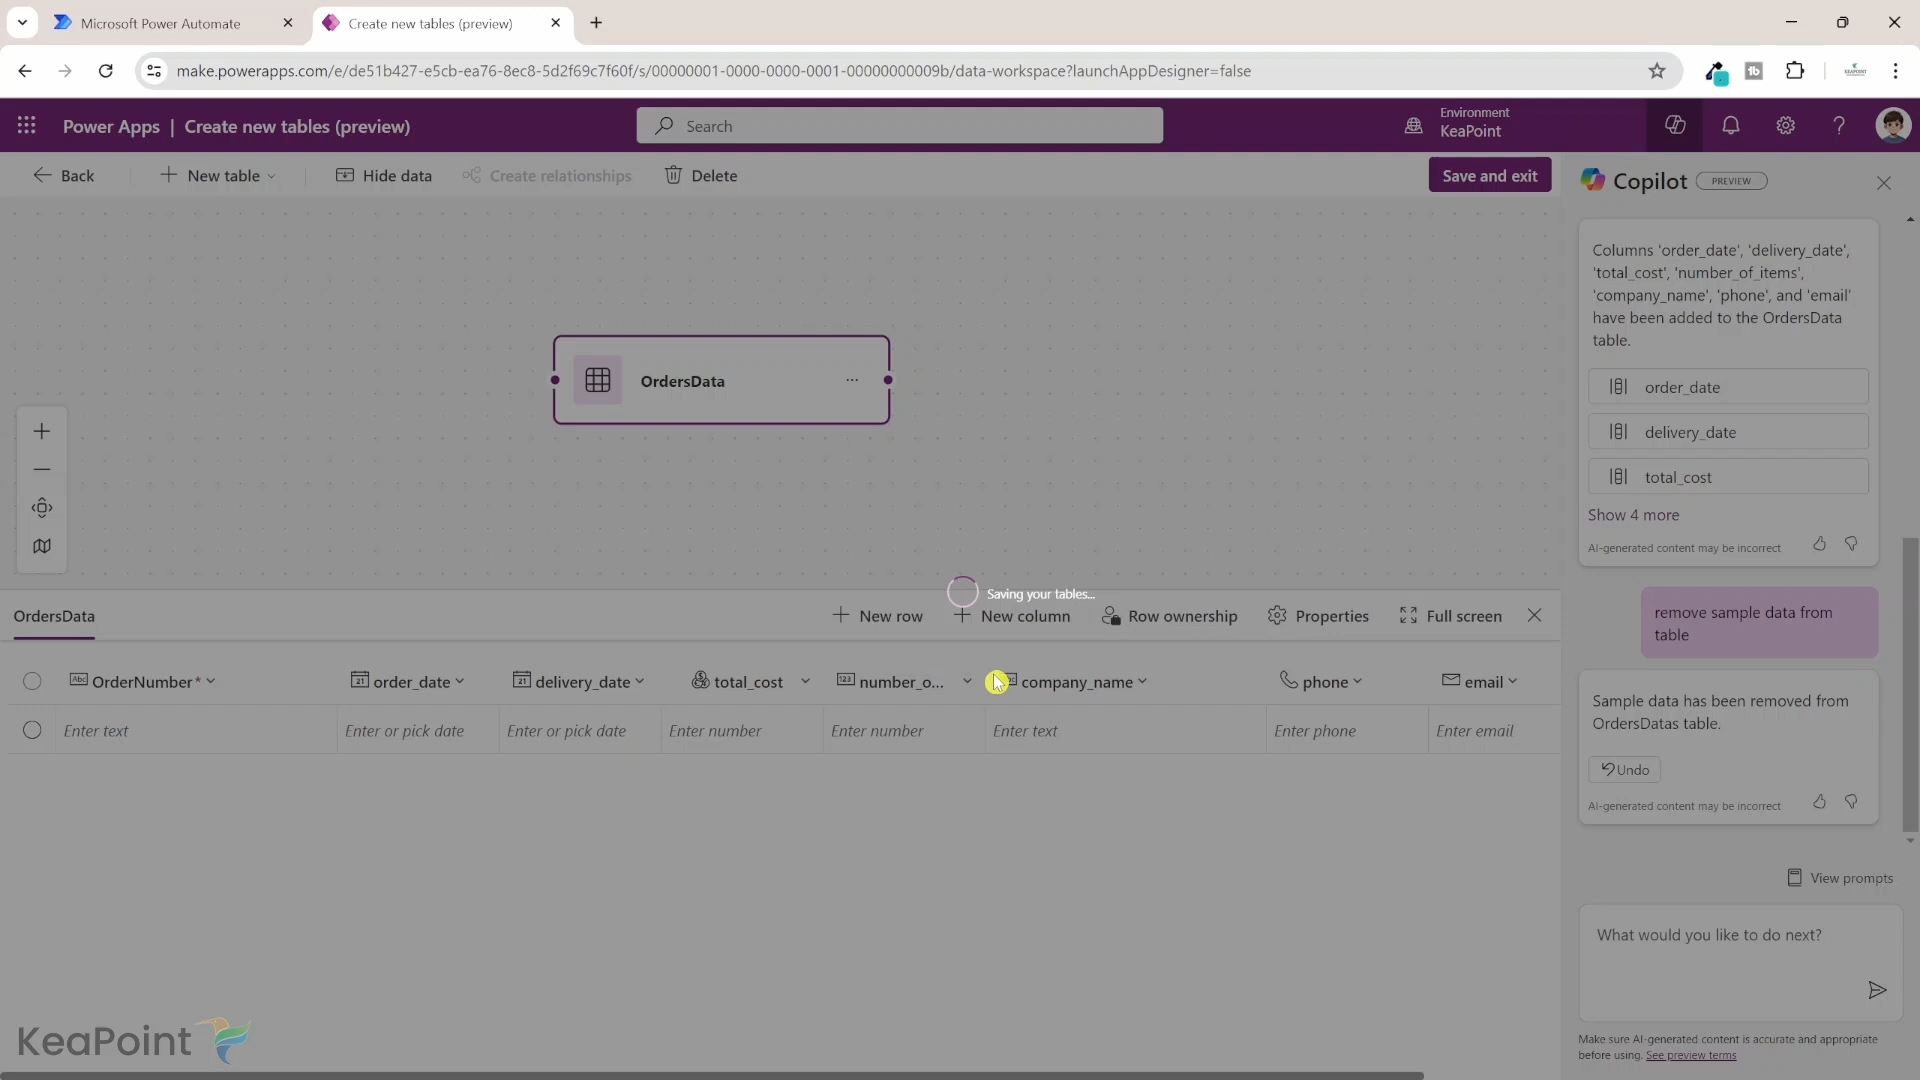 Microsoft Power Automate
Create new tables (preview)
make.powerapps.com/e/de51b427-e5cb-ea76-8ec8-5d2f69c7f60f/s/00000001-0000-0000-0001-00000000009b/data-workspace?launchAppDesigner=false
Power Apps | Create new tables (preview)
Search
Environment
KeaPoint
Back
New table
Hide data
Create relationships
Delete
Save and exit
Copilot
PREVIEW
Columns 'order_date', 'delivery_date',
'total_cost', 'number_of_items',
'company_name', 'phone', and 'email'
have been added to the OrdersData
table.
order_date
delivery_date
total_cost
Show 4 more
AI-generated content may be incorrect
remove sample data from
table
Sample data has been removed from
OrdersDatas table.
Undo
AI-generated content may be incorrect
View prompts
What would you like to do next?
Make sure AI-generated content is accurate and appropriate
before using. See preview terms
OrdersData
Saving your tables...
OrdersData
New row
New column
Row ownership
Properties
Full screen
OrderNumber* order_date delivery_date total_cost number_o... company_name phone email
Enter text Enter or pick date Enter or pick date Enter number Enter number Enter text Enter phone Enter email
KeaPoint